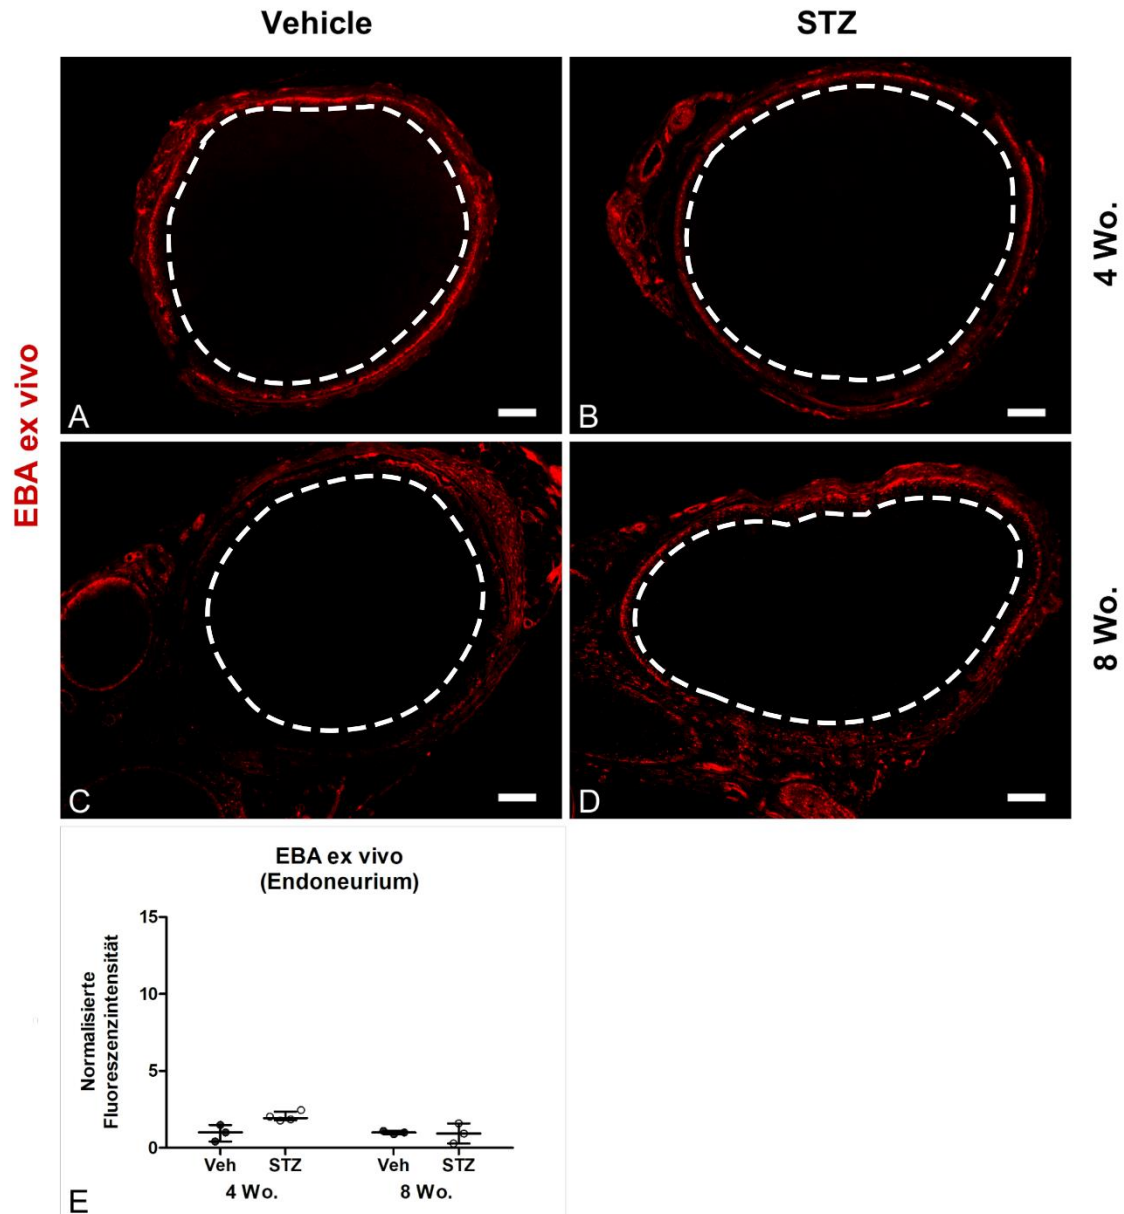 Vehicle
STZ
EBA ex vivo
4 Wo.
8 Wo.
A
B
C
D
EBA ex vivo
(Endoneurium)
Normalisierte
Fluoreszenzintensität
15
10
5
0
Veh
STZ
Veh
STZ
4 Wo.
8 Wo.
E